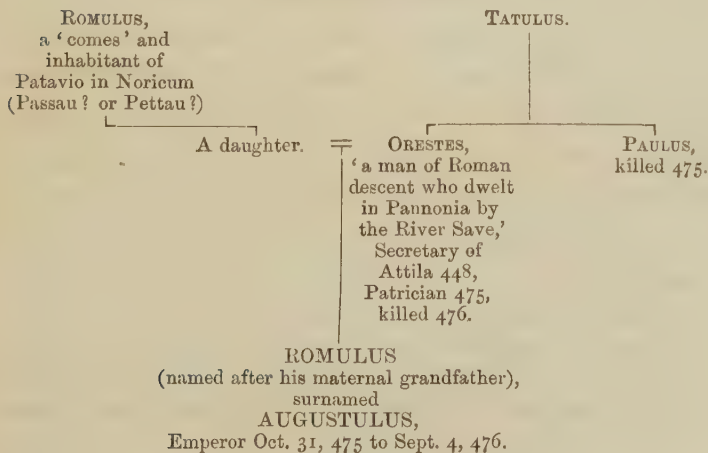 ROMULUS,
a ‘comes’ and
inhabitant of
Patavio in Noricum
(Passau? or Pettau?)
TATULUS.
A daughter. =
ORESTES,
‘a man of Roman
descent who dwelt
in Pannonia by
the River Save,’
Secretary of
Attila 448,
Patrician 475,
killed 476.
PAULUS,
killed 475.
ROMULUS
(named after his maternal grandfather),
surnamed
AUGUSTULUS,
Emperor Oct. 31, 475 to Sept. 4, 476.